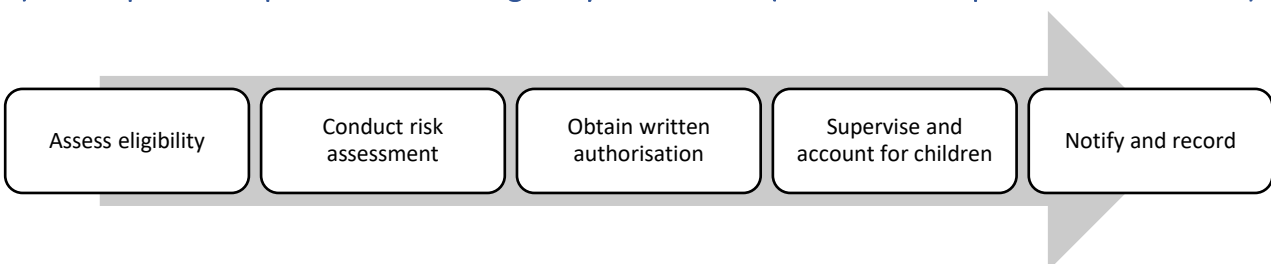 Assess eligibility
Conduct risk
assessment
Obtain written
authorisation
Supervise and
account for children
Notify and record